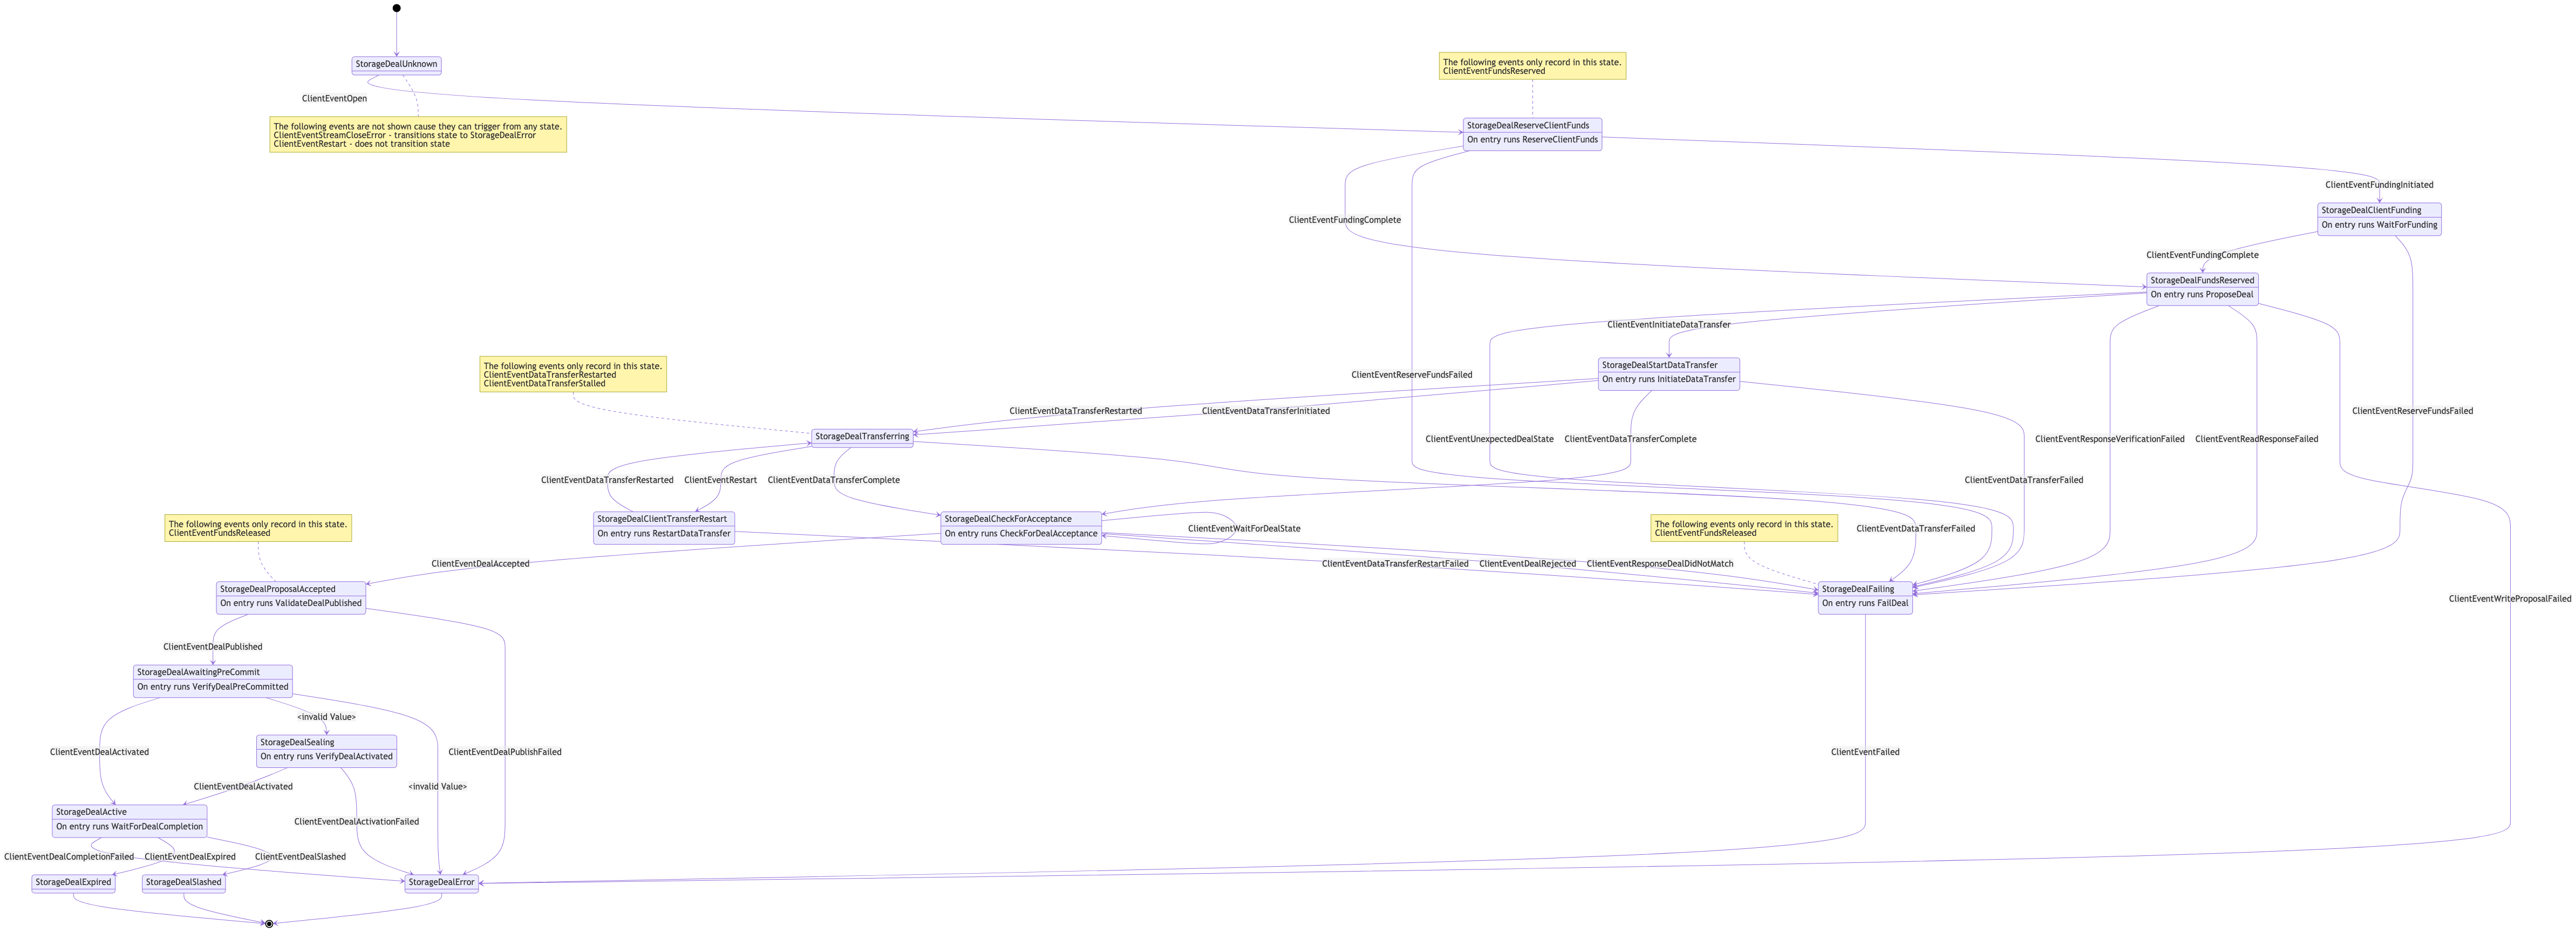 StorageDealUnknown
The following events only record in this state.
ClientEventFundsReserved
ClientEventOpen
The following events are not shown cause they can trigger from any state.
ClientEventStreamCloseError - transitions state to StorageDealError
ClientEventRestart - does not transition state
StorageDealReserveClientFunds
On entry runs ReserveClientFunds
ClientEventFundingInitiated
StorageDealClientFunding
On entry runs WaitForFunding
ClientEventFundingComplete
ClientEventFundingComplete
StorageDealFundsReserved
On entry runs ProposeDeal
ClientEventInitiateDataTransfer
The following events only record in this state.
ClientEventDataTransferRestarted
ClientEventDataTransferStalled
StorageDealStartDataTransfer
On entry runs InitiateDataTransfer
ClientEventReserveFundsFailed
ClientEventDataTransferRestarted
ClientEventDataTransferInitiated
ClientEventReserveFundsFailed
StorageDealTransferring
ClientEventUnexpectedDealState
ClientEventDataTransferComplete
ClientEventResponseVerificationFailed
ClientEventReadResponseFailed
ClientEventDataTransferRestarted
ClientEventRestart
ClientEventDataTransferComplete
ClientEventDataTransferFailed
The following events only record in this state.
ClientEventFundsReleased
StorageDealClientTransferRestart
On entry runs RestartDataTransfer
StorageDealCheckForAcceptance
On entry runs CheckForDealAcceptance
ClientEventWaitForDealState
The following events only record in this state.
ClientEventFundsReleased
ClientEventDataTransferFailed
ClientEventDealAccepted
ClientEventDataTransferRestartFailed
ClientEventDealRejected
ClientEventResponseDealDidNotMatch
StorageDealProposalAccepted
On entry runs ValidateDealPublished
StorageDealFailing
On entry runs FailDeal
ClientEventWriteProposalFailed
ClientEventDealPublished
StorageDealAwaitingPreCommit
On entry runs VerifyDealPreCommitted
<invalid Value>
StorageDealSealing
On entry runs VerifyDealActivated
ClientEventDealActivated
ClientEventDealPublishFailed
ClientEventFailed
ClientEventDealActivated
<invalid Value>
StorageDealActive
On entry runs WaitForDealCompletion
ClientEventDealActivationFailed
ClientEventDealCompletionFailed
ClientEventDealExpired
ClientEventDealSlashed
StorageDealExpired
StorageDealSlashed
StorageDealError